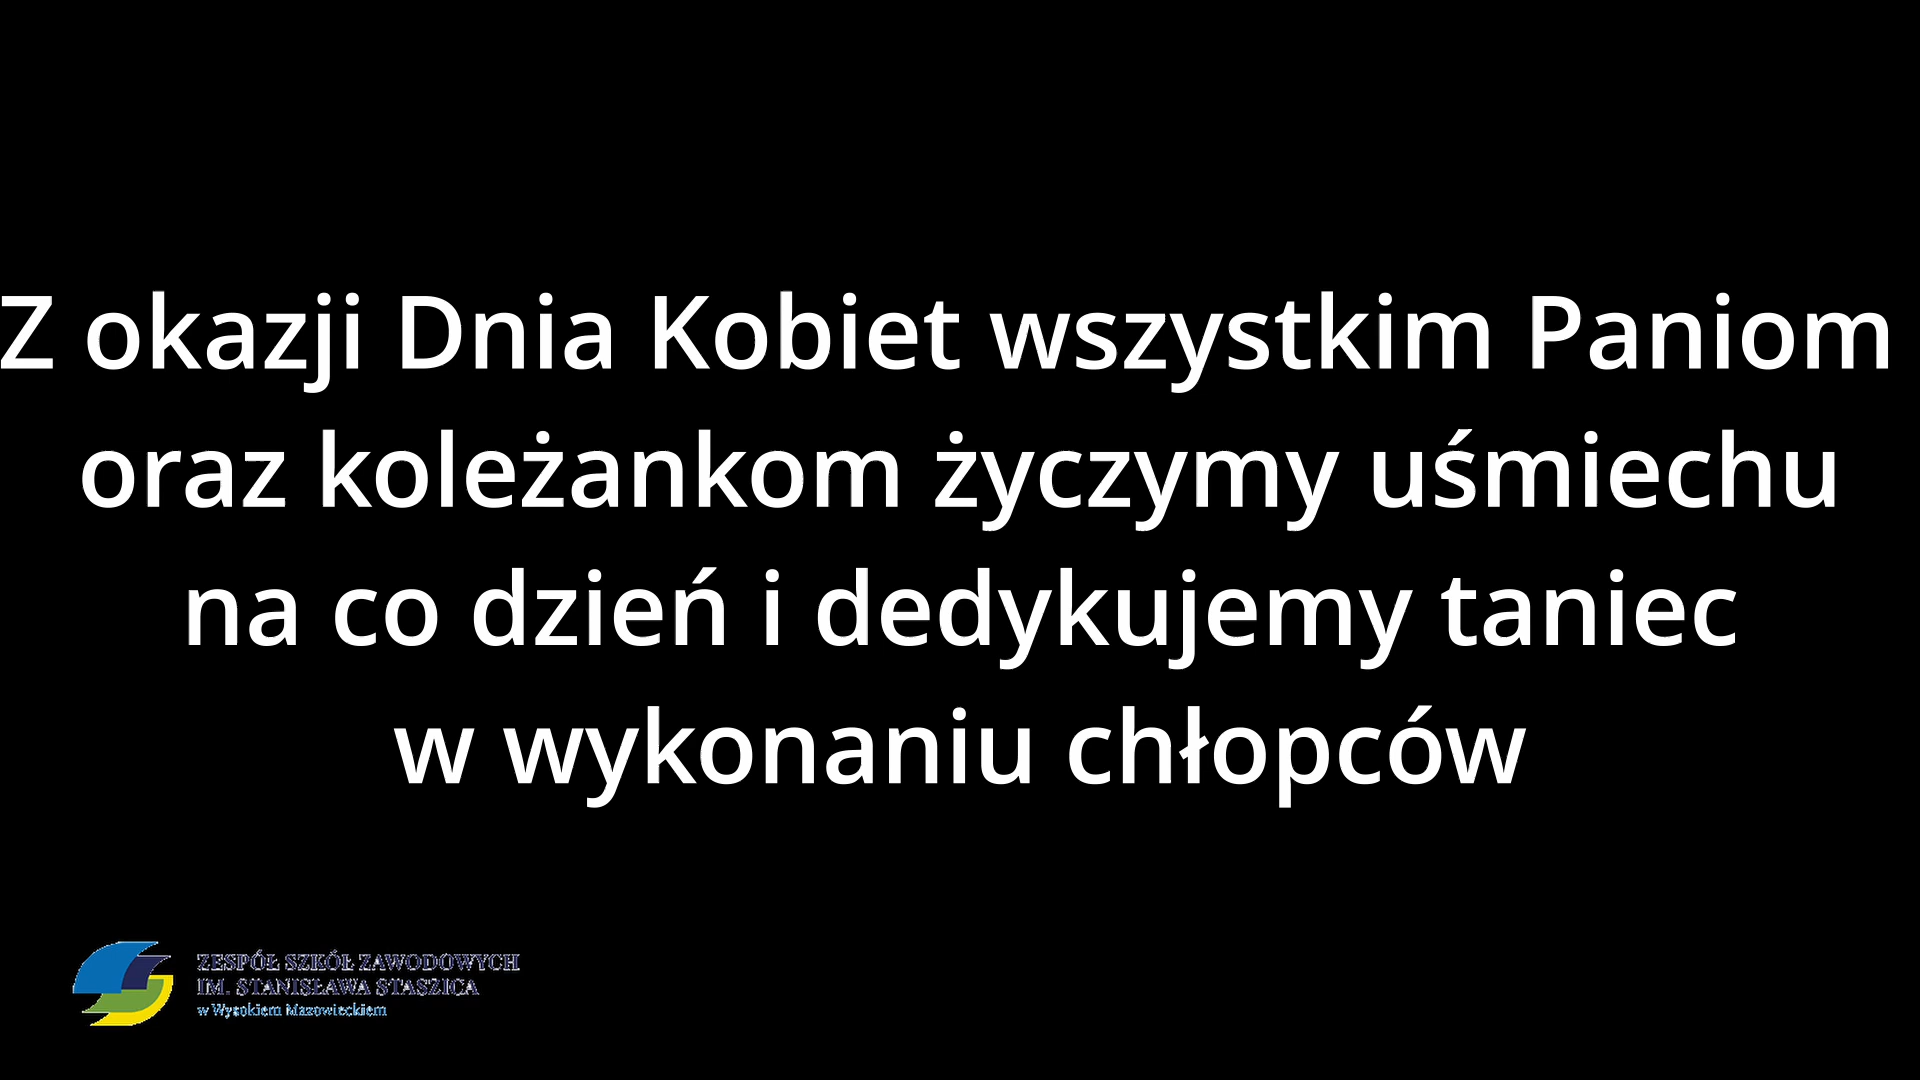 Z okazji Dnia Kobiet wszystkim Paniom
oraz koleżankom życzymy uśmiechu
na co dzień i dedykujemy taniec
w wykonaniu chłopców
ZESPÓŁ SZKÓŁ ZAWODOWYCH
IM. STANISŁAWA STASZICA
w Wysokiem Mazowieckiem